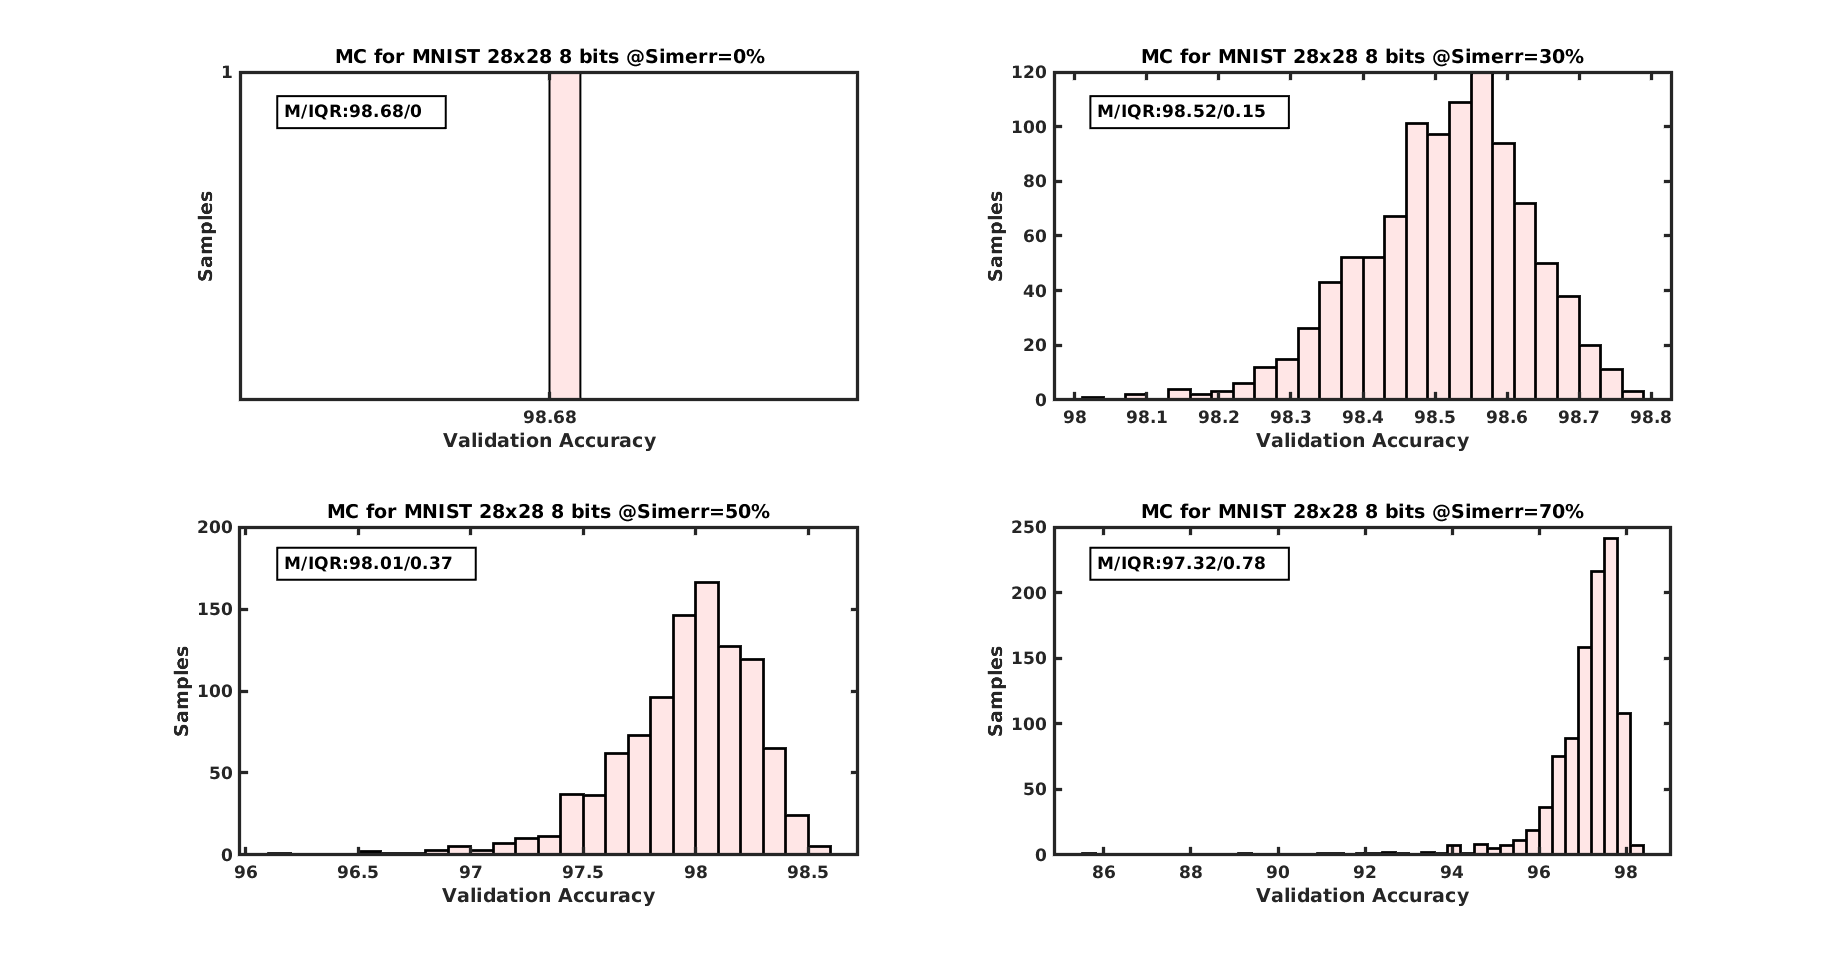 MC for MNIST 28x28 8 bits @Simerr=0%
1
M/IQR:98.68/0
Samples
98.68
Validation Accuracy
MC for MNIST 28x28 8 bits @Simerr=30%
120
100
80
60
40
20
0
M/IQR:98.52/0.15
Samples
98 98.1 98.2 98.3 98.4 98.5 98.6 98.7 98.8
Validation Accuracy
MC for MNIST 28x28 8 bits @Simerr=50%
200
150
100
50
0
M/IQR:98.01/0.37
Samples
96 96.5 97 97.5 98 98.5
Validation Accuracy
MC for MNIST 28x28 8 bits @Simerr=70%
250
200
150
100
50
0
M/IQR:97.32/0.78
Samples
86 88 90 92 94 96 98
Validation Accuracy